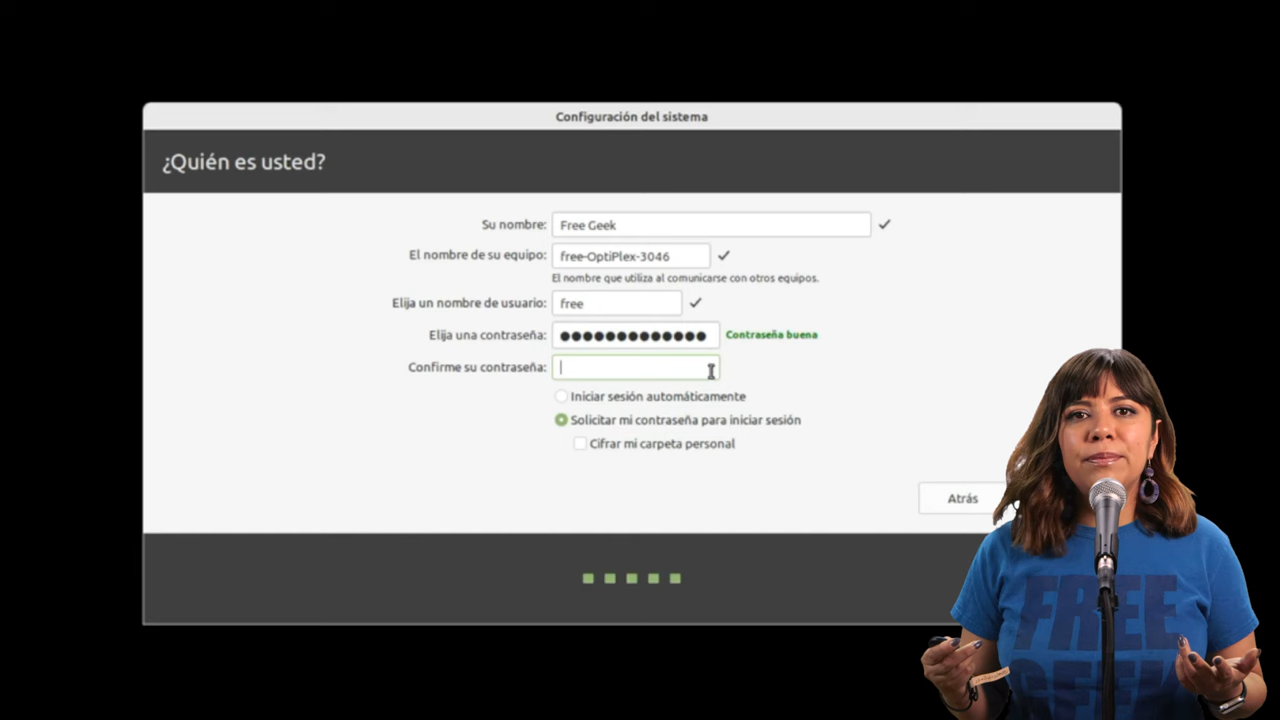 Configuración del sistema
¿Quién es usted?
Su nombre: Free Geek
El nombre de su equipo: free-OptiPlex-3046
El nombre que utiliza al comunicarse con otros equipos.
Elija un nombre de usuario: free
Elija una contraseña: ●●●●●●●●●●●●● Contraseña buena
Confirme su contraseña:
Iniciar sesión automáticamente
Solicitar mi contraseña para iniciar sesión
Cifrar mi carpeta personal
Atrás
FREE
GEEK